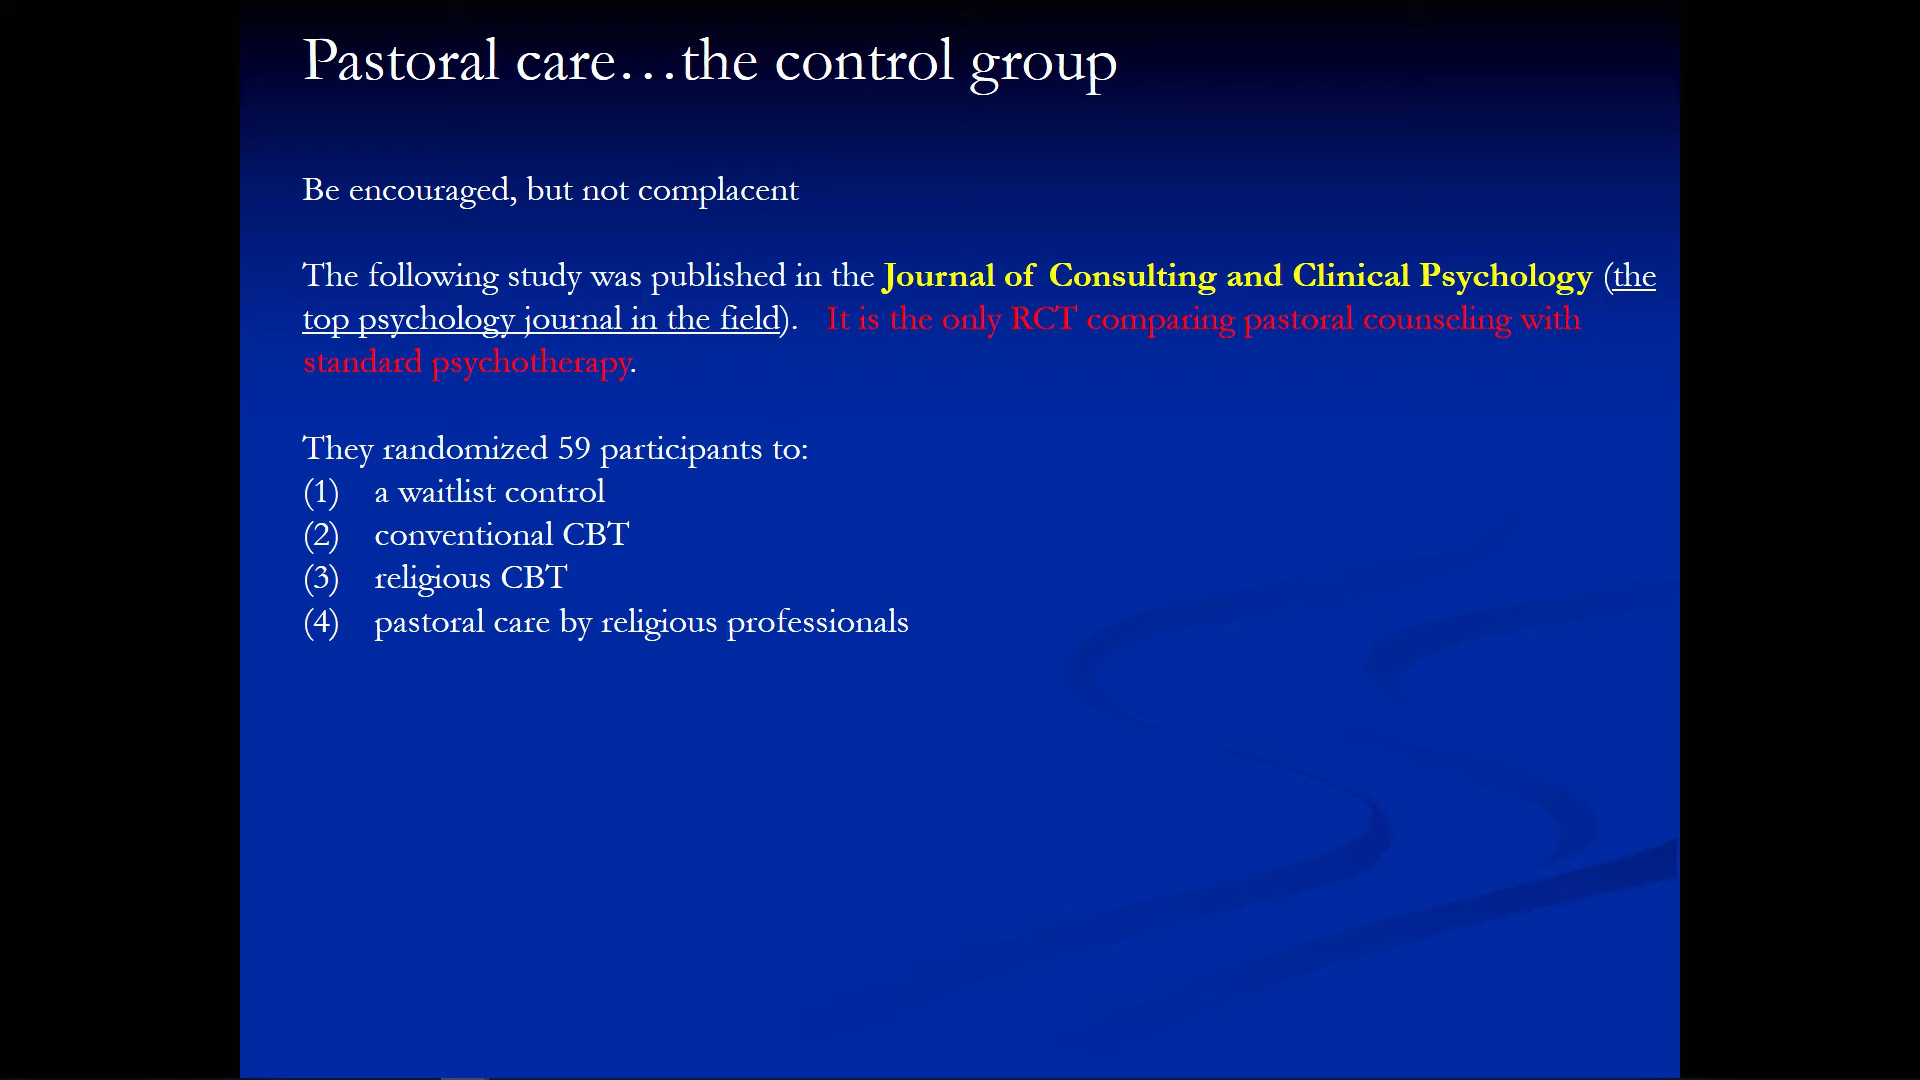 Pastoral care…the control group
Be encouraged, but not complacent
The following study was published in the Journal of Consulting and Clinical Psychology (the
top psychology journal in the field). It is the only RCT comparing pastoral counseling with
standard psychotherapy.
They randomized 59 participants to:
(1) a waitlist control
(2) conventional CBT
(3) religious CBT
(4) pastoral care by religious professionals